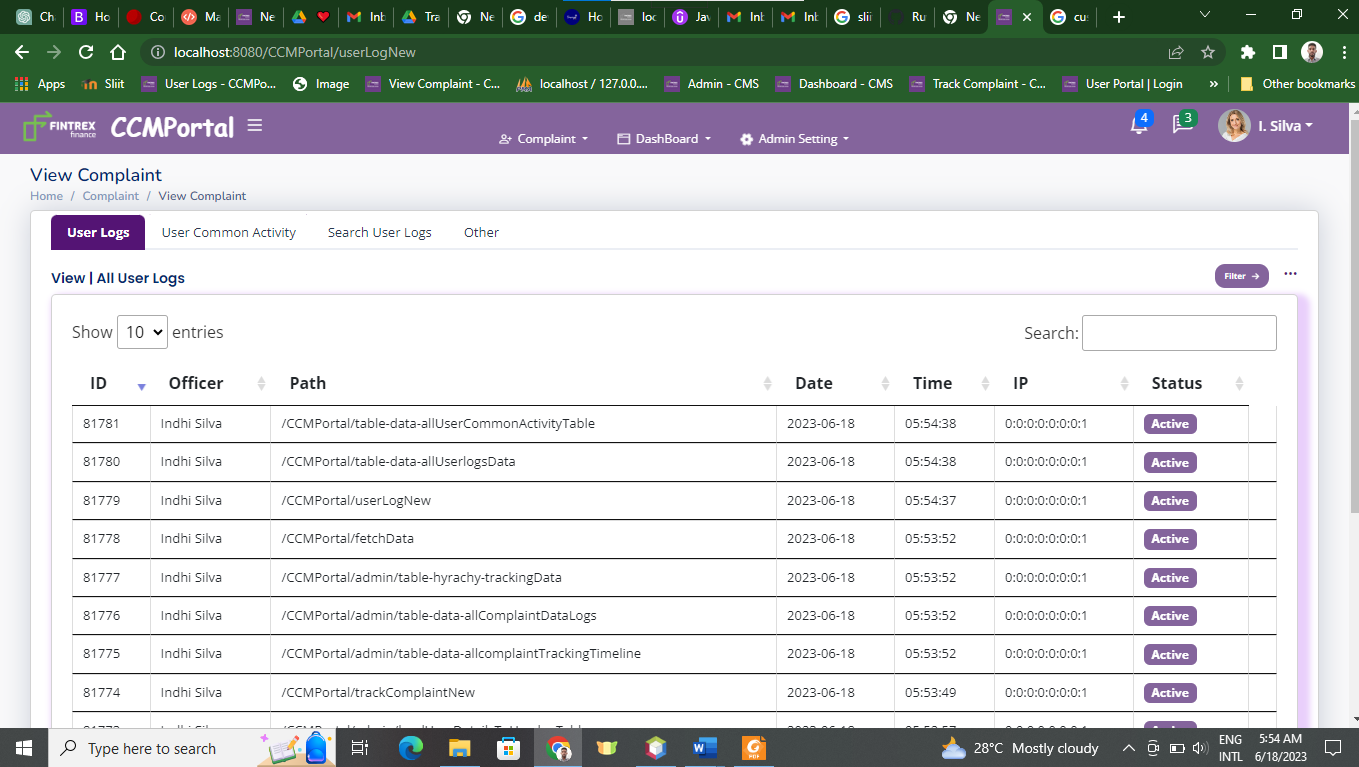 Ch Ho Co Ma Ne Inb Tra Ne de Ho loc Jav Inb Inb slii Ru Ne cus
localhost:8080/CCMPortal/userLogNew
Apps Sliit User Logs - CCMPo... Image View Complaint - C... localhost / 127.0.0.... Admin - CMS Dashboard - CMS Track Complaint - C... User Portal | Login » Other bookmarks
FINTREX finance CCMPortal Complaint DashBoard Admin Setting 4 3 I. Silva
View Complaint
Home / Complaint / View Complaint
User Logs User Common Activity Search User Logs Other
View | All User Logs Filter →
Show 10 entries Search:
ID Officer Path Date Time IP Status
81781 Indhi Silva /CCMPortal/table-data-allUserCommonActivityTable 2023-06-18 05:54:38 0:0:0:0:0:0:0:1 Active
81780 Indhi Silva /CCMPortal/table-data-allUserlogsData 2023-06-18 05:54:38 0:0:0:0:0:0:0:1 Active
81779 Indhi Silva /CCMPortal/userLogNew 2023-06-18 05:54:37 0:0:0:0:0:0:0:1 Active
81778 Indhi Silva /CCMPortal/fetchData 2023-06-18 05:53:52 0:0:0:0:0:0:0:1 Active
81777 Indhi Silva /CCMPortal/admin/table-hyrachy-trackingData 2023-06-18 05:53:52 0:0:0:0:0:0:0:1 Active
81776 Indhi Silva /CCMPortal/admin/table-data-allComplaintDataLogs 2023-06-18 05:53:52 0:0:0:0:0:0:0:1 Active
81775 Indhi Silva /CCMPortal/admin/table-data-allcomplaintTrackingTimeline 2023-06-18 05:53:52 0:0:0:0:0:0:0:1 Active
81774 Indhi Silva /CCMPortal/trackComplaintNew 2023-06-18 05:53:49 0:0:0:0:0:0:0:1 Active
Type here to search 28°C Mostly cloudy ENG INTL 5:54 AM 6/18/2023